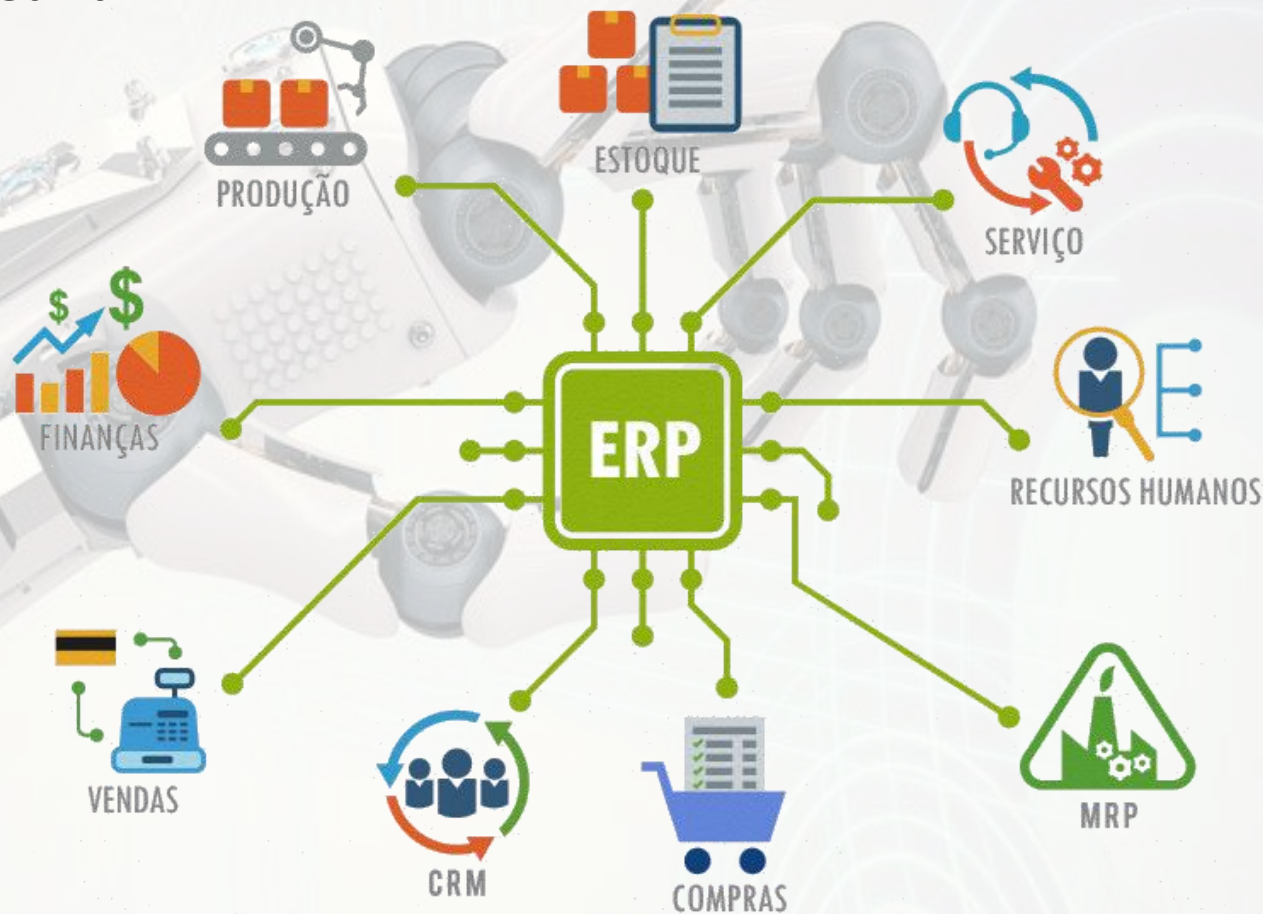 PRODUÇÃO
ESTOQUE
SERVIÇO
FINANÇAS
ERP
RECURSOS HUMANOS
VENDAS
CRM
COMPRAS
MRP